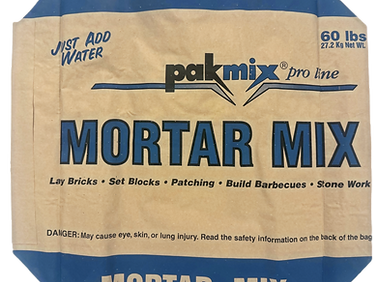 JUST ADD
WATER
60 lbs
27.2 Kg Net Wt.
pakmix® pro line
MORTAR MIX
Lay Bricks • Set Blocks • Patching • Build Barbecues • Stone Work
DANGER: May cause eye, skin, or lung injury. Read the safety information on the back of the bag
MORTAR MIX